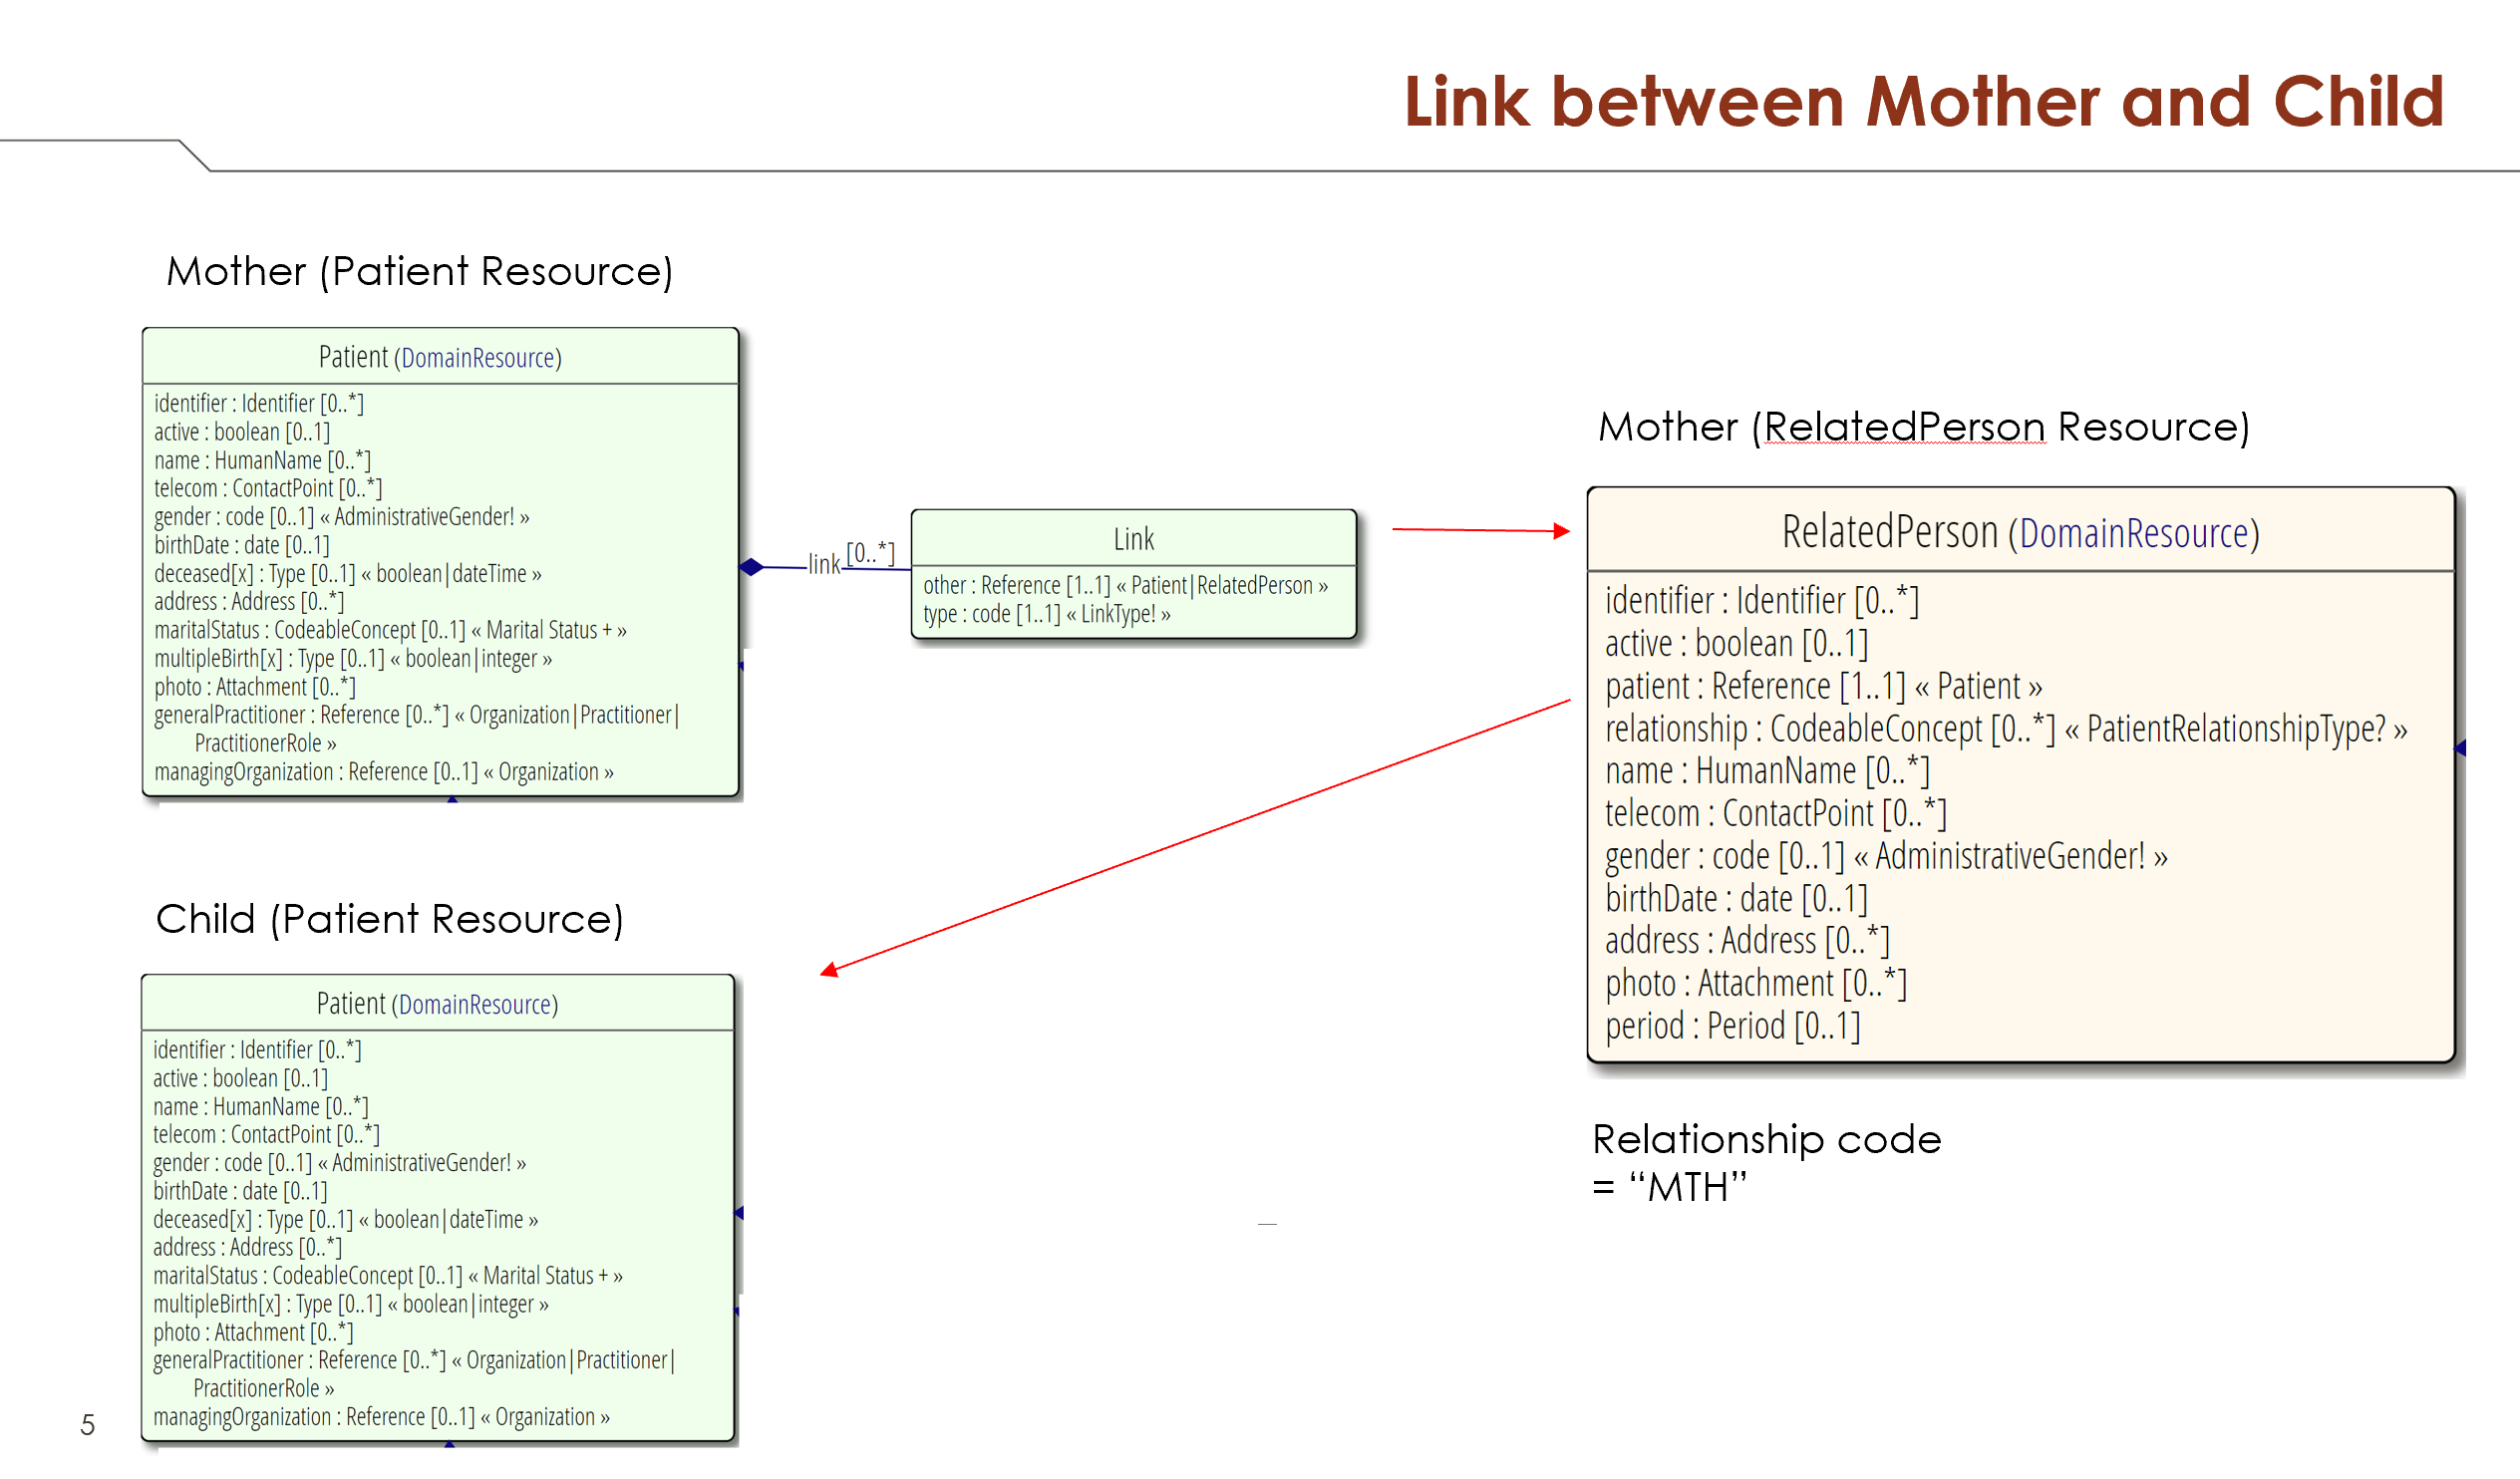 Link between Mother and Child
Mother (Patient Resource)
Patient (DomainResource)
identifier : Identifier [0..*]
active : boolean [0..1]
name : HumanName [0..*]
telecom : ContactPoint [0..*]
gender : code [0..1] « AdministrativeGender! »
birthDate : date [0..1]
deceased[x] : Type [0..1] « boolean|dateTime »
address : Address [0..*]
maritalStatus : CodeableConcept [0..1] « Marital Status + »
multipleBirth[x] : Type [0..1] « boolean|integer »
photo : Attachment [0..*]
generalPractitioner : Reference [0..*] « Organization|Practitioner|
PractitionerRole »
managingOrganization : Reference [0..1] « Organization »
link [0..*]
Link
other : Reference [1..1] « Patient|RelatedPerson »
type : code [1..1] « LinkType! »
Mother (RelatedPerson Resource)
RelatedPerson (DomainResource)
identifier : Identifier [0..*]
active : boolean [0..1]
patient : Reference [1..1] « Patient »
relationship : CodeableConcept [0..*] « PatientRelationshipType? »
name : HumanName [0..*]
telecom : ContactPoint [0..*]
gender : code [0..1] « AdministrativeGender! »
birthDate : date [0..1]
address : Address [0..*]
photo : Attachment [0..*]
period : Period [0..1]
Relationship code
= “MTH”
Child (Patient Resource)
Patient (DomainResource)
identifier : Identifier [0..*]
active : boolean [0..1]
name : HumanName [0..*]
telecom : ContactPoint [0..*]
gender : code [0..1] « AdministrativeGender! »
birthDate : date [0..1]
deceased[x] : Type [0..1] « boolean|dateTime »
address : Address [0..*]
maritalStatus : CodeableConcept [0..1] « Marital Status + »
multipleBirth[x] : Type [0..1] « boolean|integer »
photo : Attachment [0..*]
generalPractitioner : Reference [0..*] « Organization|Practitioner|
PractitionerRole »
managingOrganization : Reference [0..1] « Organization »
5